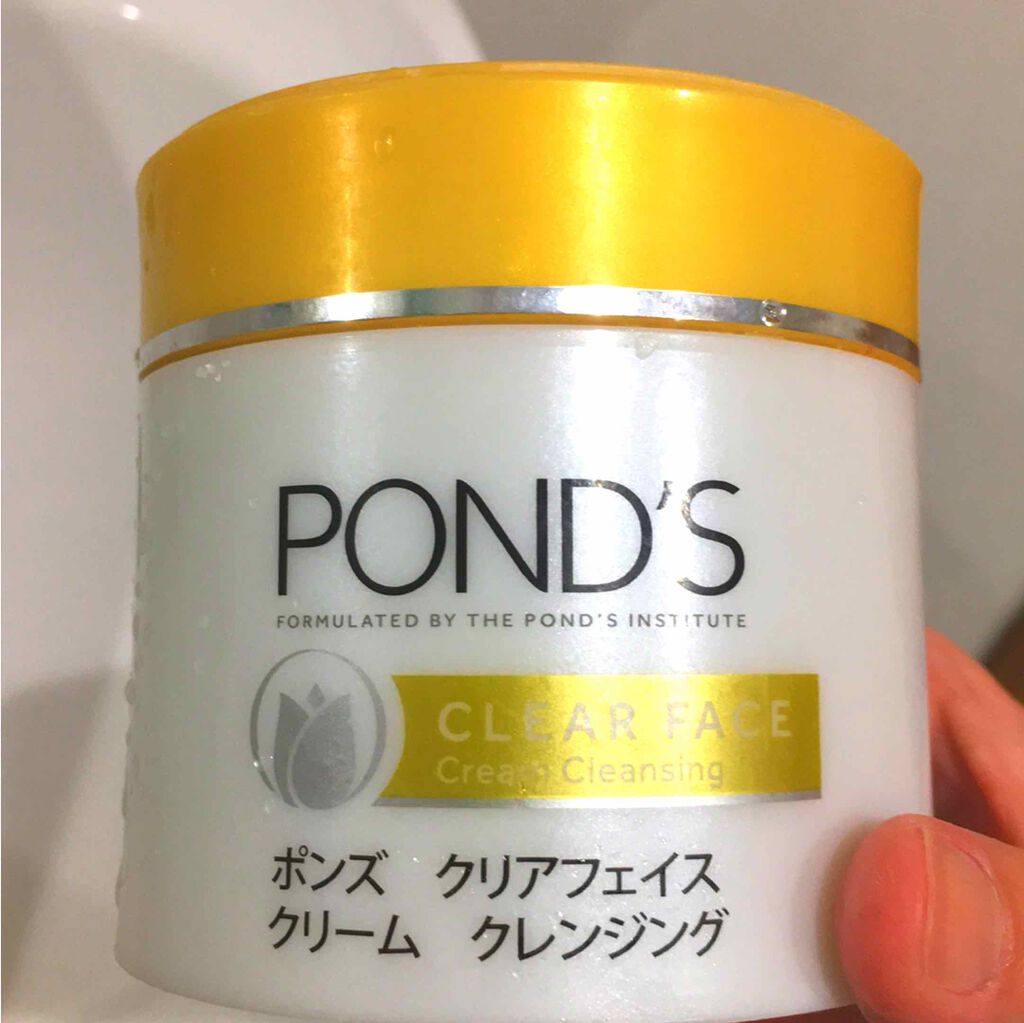 POND'S
FORMULATED BY THE POND'S INSTITUTE
CLEAR FACE
Cream Cleansing
ポンズ クリアフェイス
クリーム クレンジング